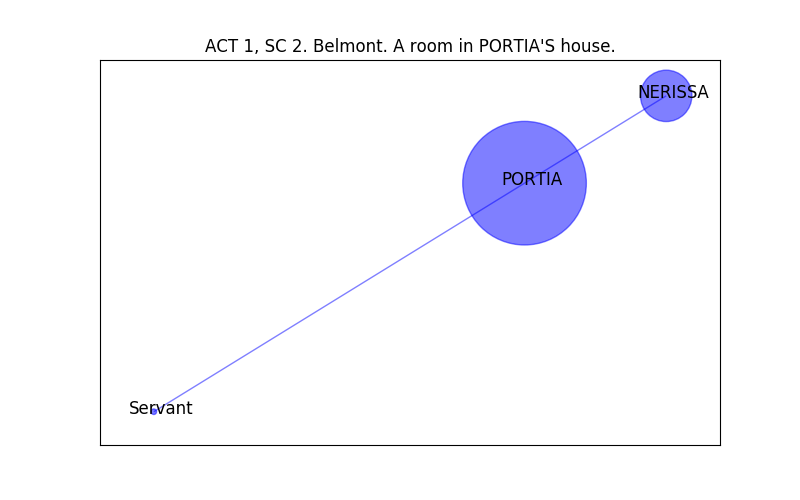 ACT 1, SC 2. Belmont. A room in PORTIA'S house.
NERISSA
PORTIA
Servant